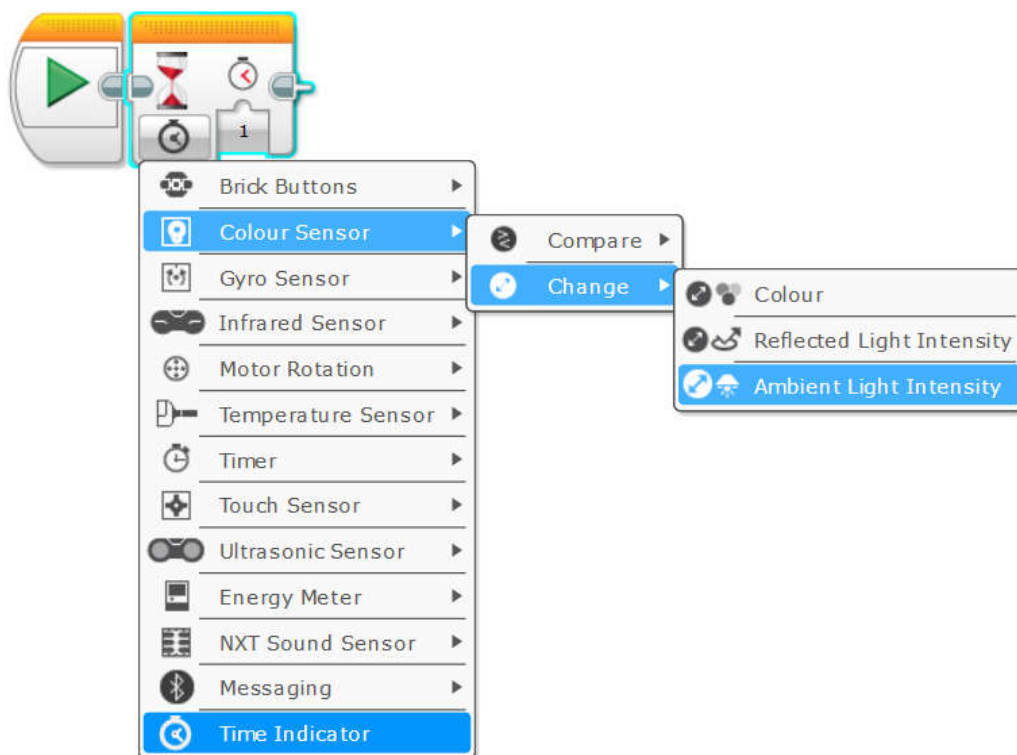 1
Brick Buttons
Colour Sensor
Gyro Sensor
Infrared Sensor
Motor Rotation
Temperature Sensor
Timer
Touch Sensor
Ultrasonic Sensor
Energy Meter
NXT Sound Sensor
Messaging
Time Indicator
Compare
Change
Colour
Reflected Light Intensity
Ambient Light Intensity